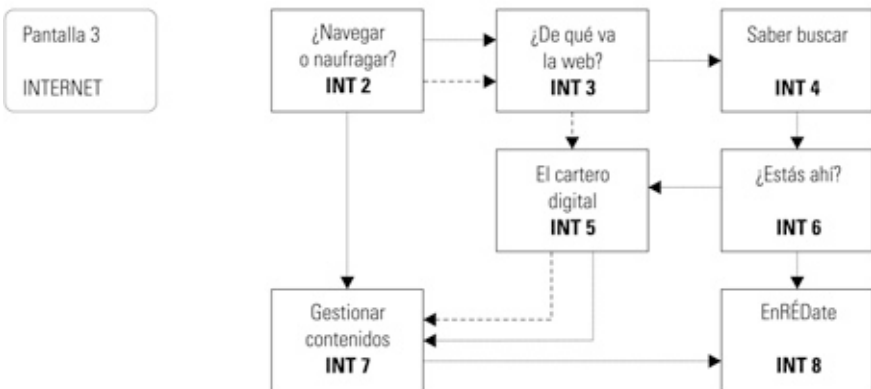 Pantalla 3
INTERNET
¿Navegar
o naufragar?
INT 2
¿De qué va
la web?
INT 3
Saber buscar
INT 4
El cartero
digital
INT 5
¿Estás ahí?
INT 6
Gestionar
contenidos
INT 7
EnRÉDate
INT 8